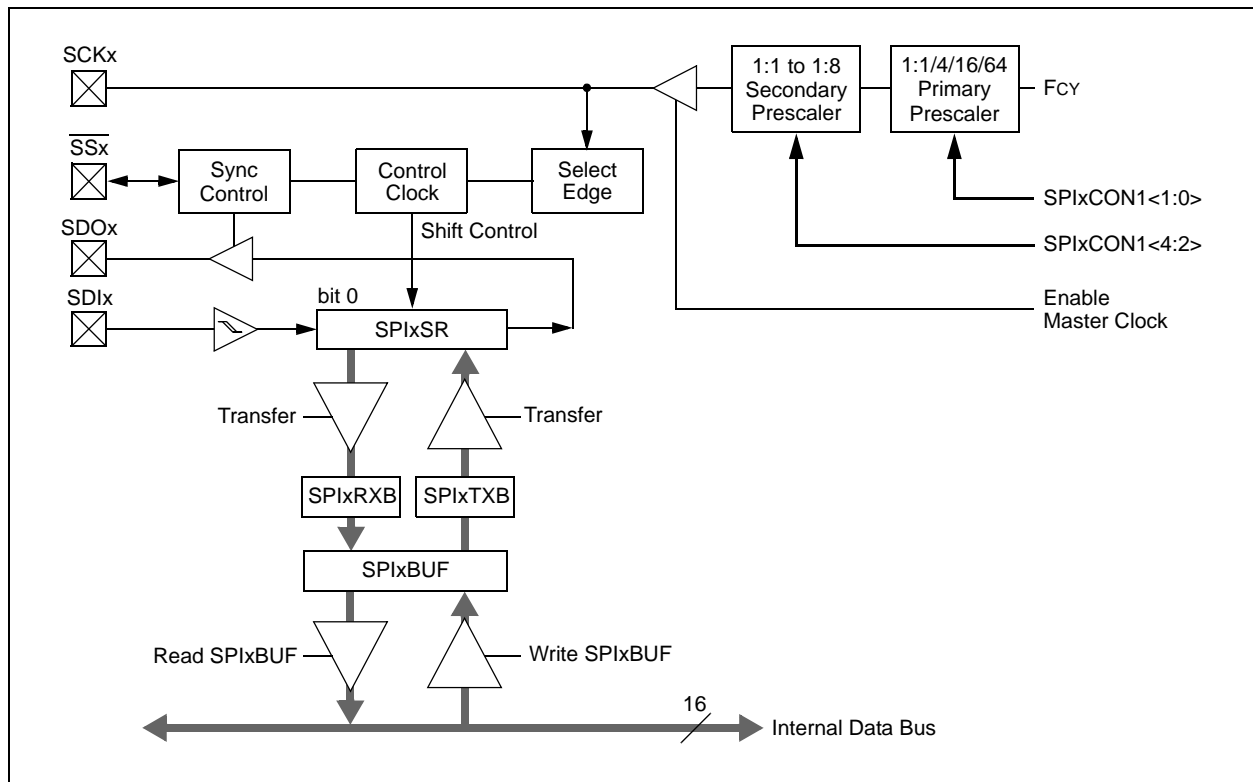 SCKx
1:1 to 1:8
Secondary
Prescaler
1:1/4/16/64
Primary
Prescaler
FCY
SSx
Sync
Control
Control
Clock
Select
Edge
SPIxCON1<1:0>
SDOx
Shift Control
SPIxCON1<4:2>
SDIx
bit 0
SPIxSR
Enable
Master Clock
Transfer
Transfer
SPIxRXB
SPIxTXB
SPIxBUF
Read SPIxBUF
Write SPIxBUF
16
Internal Data Bus